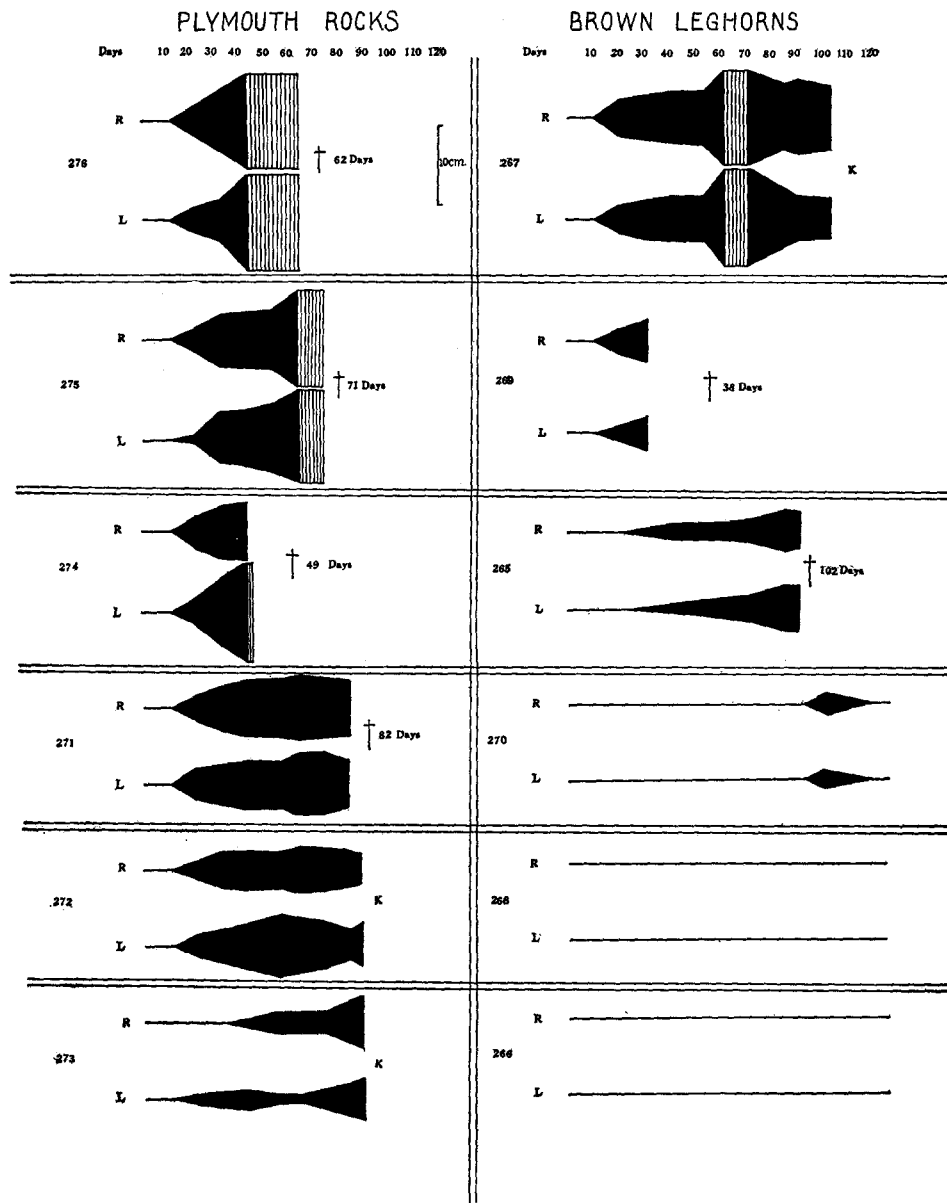 PLYMOUTH ROCKS
Days 10 20 30 40 50 60 70 80 90 100 110 120
R
276
† 62 Days
10cm.
L
R
275
† 71 Days
L
R
274
† 49 Days
L
R
271
† 82 Days
L
R
272
K
L
R
273
K
L
BROWN LEGHORNS
Days 10 20 30 40 50 60 70 80 90 100 110 120
R
267
K
L
R
269
† 38 Days
L
R
265
† 102 Days
L
R
270
L
R
268
L
R
266
L